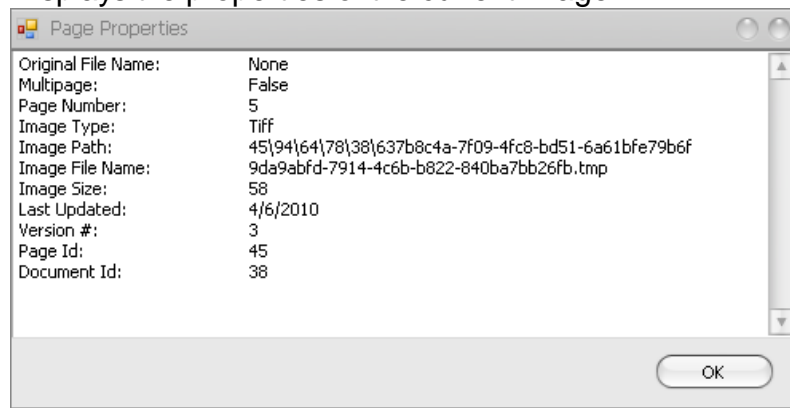 Page Properties
Original File Name: None
Multipage: False
Page Number: 5
Image Type: Tiff
Image Path: 45\94\64\78\38\637b8c4a-7f09-4fc8-bd51-6a61bfe79b6f
Image File Name: 9da9abfd-7914-4c6b-b822-840ba7bb26fb.tmp
Image Size: 58
Last Updated: 4/6/2010
Version #: 3
Page Id: 45
Document Id: 38
OK